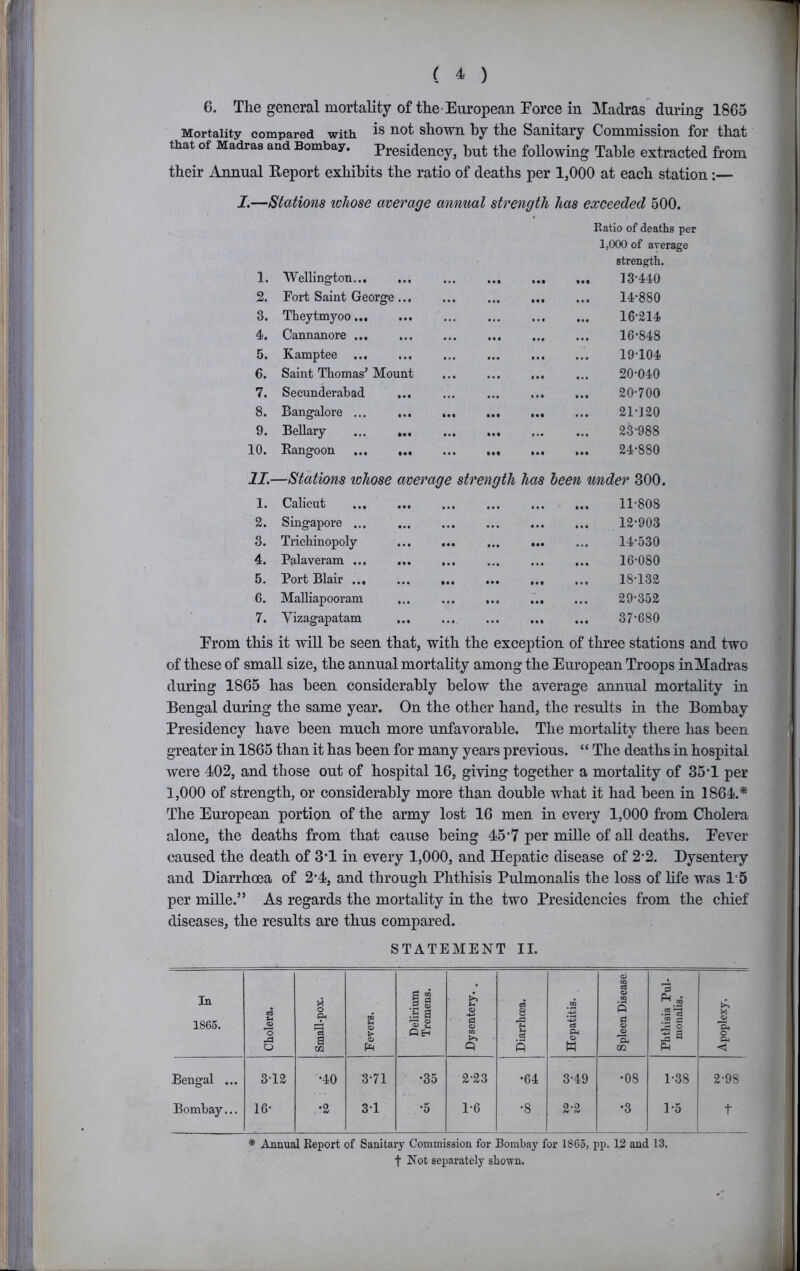 ( 4 )
6. The general mortality of the European Force in Madras during 1865
Mortality compared with that of Madras and Bombay.
is not shown by the Sanitary Commission for that
Presidency, but the following Table extracted from
their Annual Report exhibits the ratio of deaths per 1,000 at each station :—
I.—Stations whose average annual strength has exceeded 500.
Ratio of deaths per
1,000 of average
strength.
1. Wellington... ... ... ... ... ... 13·440
2. Fort Saint George ... ... ... ... ... 14·880
3. Theytmyoo ... ... ... ... ... ... 16·214
4. Cannanore ... ... ... ... ... ... 16·848
5. Kamptee ... ... ... ... ... ... 19·104
6. Saint Thomas' Mount ... ... ... ... 20·040
7. Secunderabad ... ... ... ... ... 20·700
8. Bangalore ... ... ... ... ... ... 21·120
9. Bellary ... ... ... ... ... ... 23·988
10. Rangoon ... ... ... ... ... ... 24·880
II.—Stations whose average strength has been under 300.
1. Calicut ... ... ... ... ... ... 11·808
2. Singapore ... ... ... ... ... ... 12·903
3. Trichinopoly ... ... ... ... ... 14·530
4. Palaveram ... ... ... ... ... ... 16·080
5. Port Blair ... ... ... ... ... ... 18·132
6. Malliapooram ... ... ... ... ... 29·352
7. Vizagapatam ... ... ... ... ... 37·680
From this it will be seen that, with the exception of three stations and two
of these of small size, the annual mortality among the European Troops inMadras
during 1865 has been considerably below the average annual mortality in
Bengal during the same year. On the other hand, the results in the Bombay
Presidency have been much more unfavorable. The mortality there has been
greater in 1865 than it has been for many years previous. “ The deaths in hospital
were 402, and those out of hospital 16, giving together a mortality of 35·1 per
1,000 of strength, or considerably more than double what it had been in 1864.*
The European portion of the army lost 16 men in every 1,000 from Cholera
alone, the deaths from that cause being 45·7 per mille of all deaths. Fever
caused the death of 3·1 in every 1,000, and Hepatic disease of 2·2. Dysentery
and Diarrhœa of 2·4, and through Phthisis Pulmonalis the loss of life was 1·5
per mille.” As regards the mortality in the two Presidencies from the chief
diseases, the results are thus compared.
STATEMENT II.
In 1865. Cholera. Small-pox. Fevers. Delirium Tremens. Dysentery. . Diarrhœa. Hepatitis. Spleen Disease Phthisis Pul-monalis. Apoplexy.
Bengal ... 3·12 ·40 3·71 ·35 2·23 ·64 3·49 ·08 1·38 2·98
Bombay... 16· ·2 3·1 ·5 1·6 ·8 2·2 ·3 1·5 †
* Annual Report of Sanitary Commission for Bombay for 1865, pp. 12 and 13.
† Not separately shown.